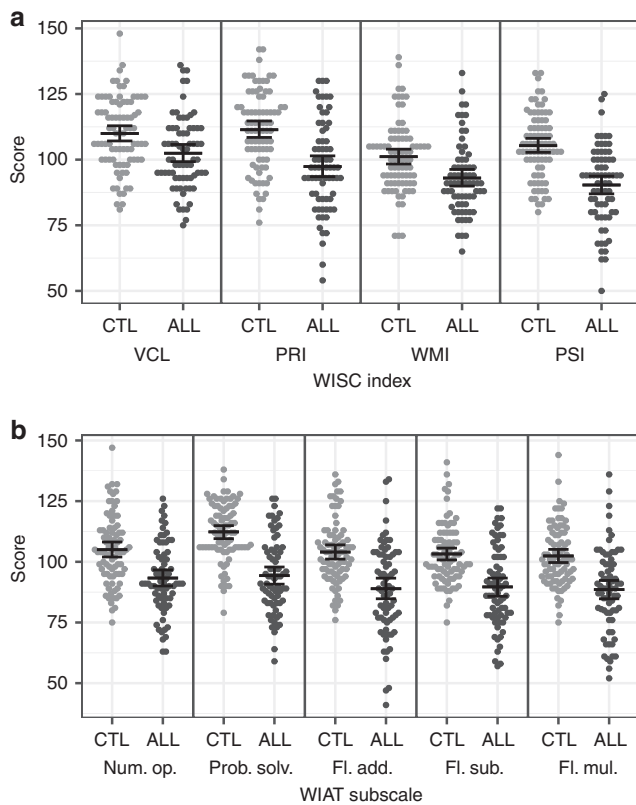 a
150
125
100
75
50
Score
CTL ALL CTL ALL CTL ALL CTL ALL
VCL PRI WMI PSI
WISC index
b
150
125
100
75
50
Score
CTL ALL CTL ALL CTL ALL CTL ALL CTL ALL
Num. op. Prob. solv. Fl. add. Fl. sub. Fl. mul.
WIAT subscale